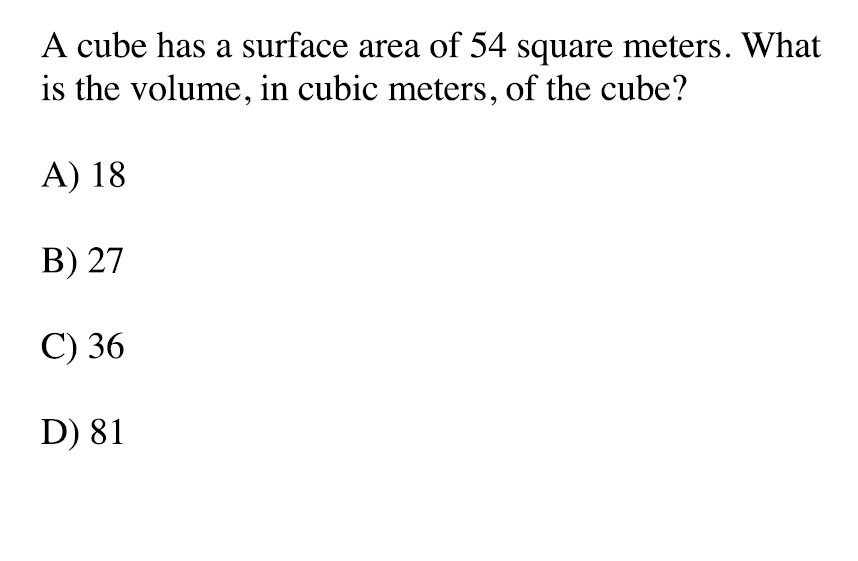 A cube has a surface area of 54 square meters. What
is the volume, in cubic meters, of the cube?
A) 18
B) 27
C) 36
D) 81